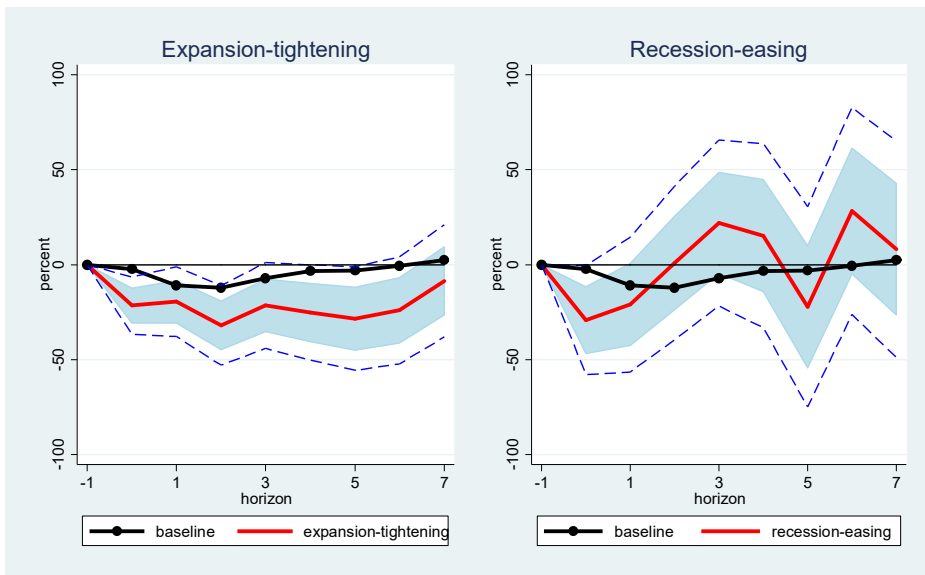 Expansion-tightening
100
50
0
-50
-100
percent
-1 1 3 5 7
horizon
baseline expansion-tightening
Recession-easing
100
50
0
-50
-100
percent
-1 1 3 5 7
horizon
baseline recession-easing